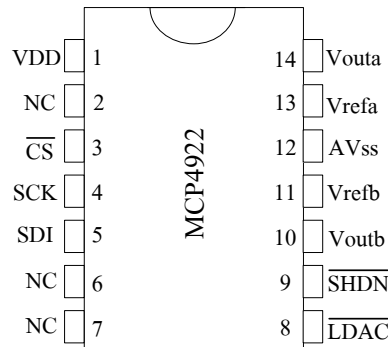 VDD 1 14 Vouta
NC 2 13 Vrefa
CS 3 12 AVss
SCK 4 11 Vrefb
SDI 5 10 Voutb
NC 6 9 SHDN
NC 7 8 LDAC
MCP4922